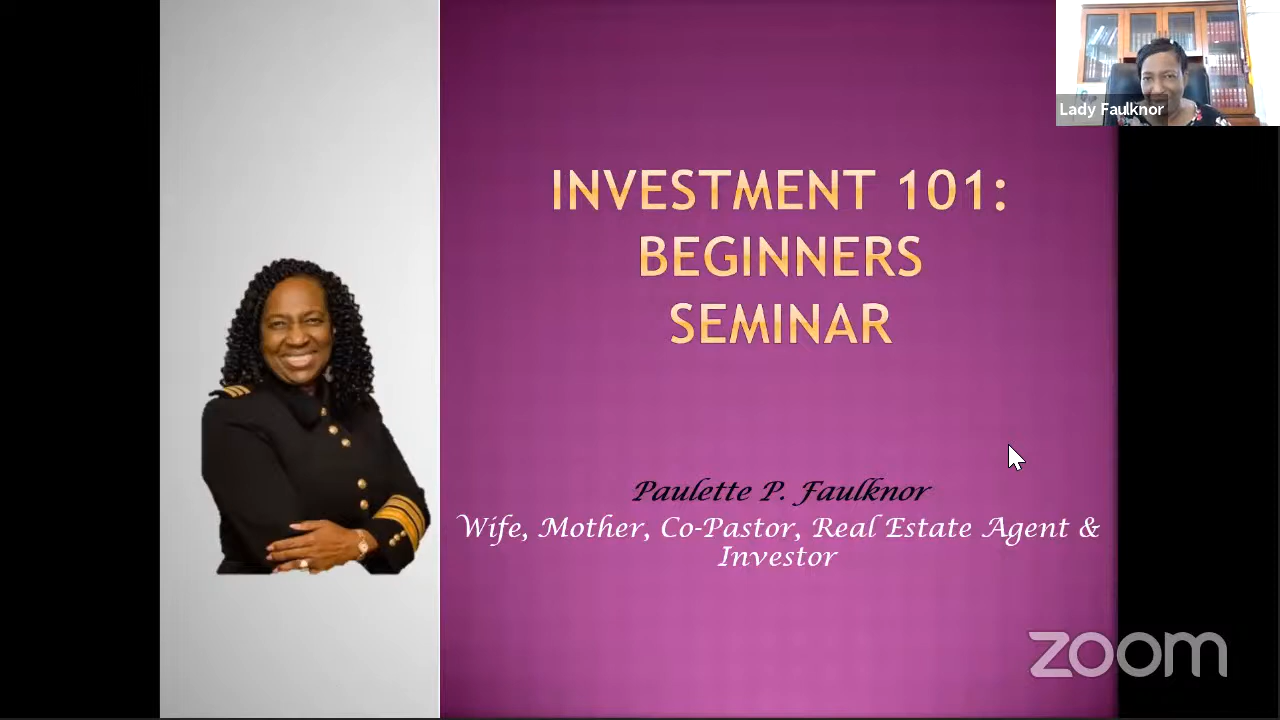 Lady Faulknor
INVESTMENT 101:
BEGINNERS
SEMINAR
Paulette P. Faulknor
Wife, Mother, Co-Pastor, Real Estate Agent &
Investor
zoom